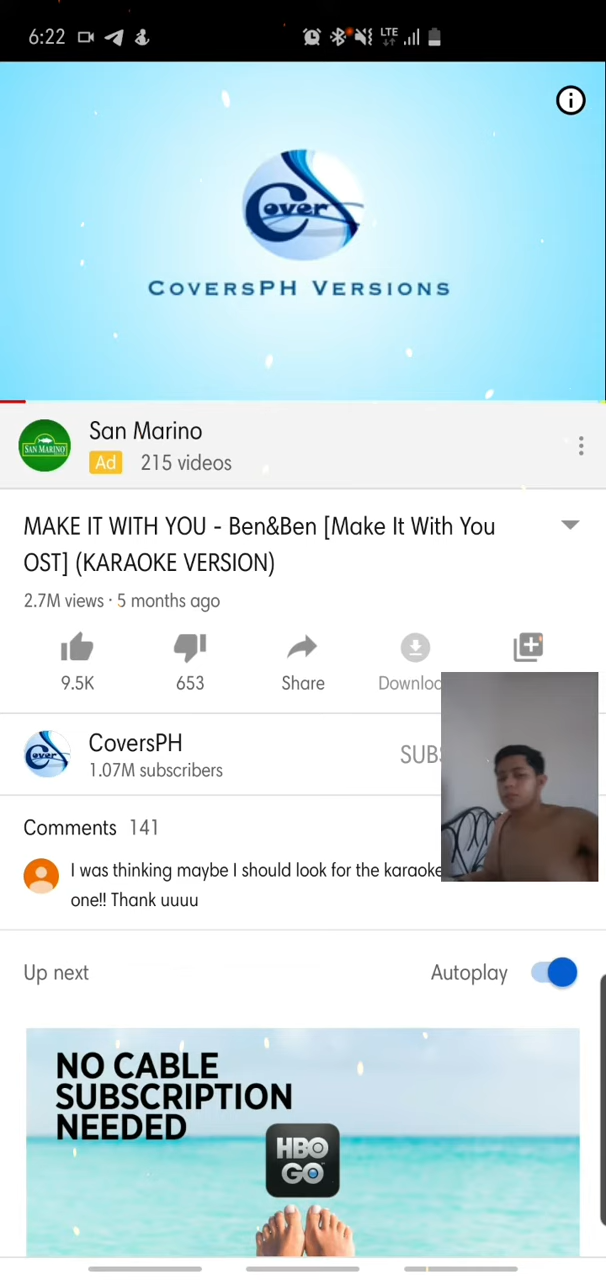 6:22
LTE
Cover
COVERSPH VERSIONS
SAN MARINO
San Marino
Ad 215 videos
MAKE IT WITH YOU - Ben&Ben [Make It With You
OST] (KARAOKE VERSION)
2.7M views · 5 months ago
9.5K 653 Share Downloa
Cover
CoversPH
SUBS
1.07M subscribers
Comments 141
I was thinking maybe I should look for the karaoke
one!! Thank uuuu
Up next Autoplay
NO CABLE
SUBSCRIPTION
NEEDED
HBO
GO